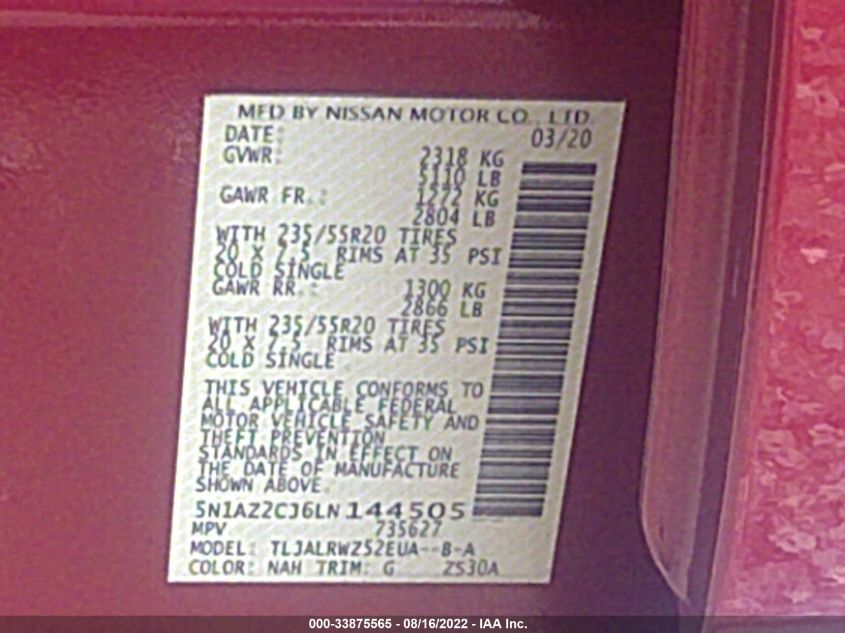 MFD BY NISSAN MOTOR CO., LTD.
DATE: 03/20
GVWR: 2318 KG
5110 LB
GAWR FR.: 1272 KG
2804 LB
WITH 235/55R20 TIRES
20 X 7.5 RIMS AT 35 PSI
COLD SINGLE
GAWR RR.: 1300 KG
2866 LB
WITH 235/55R20 TIRES
20 X 7.5 RIMS AT 35 PSI
COLD SINGLE
THIS VEHICLE CONFORMS TO
ALL APPLICABLE FEDERAL
MOTOR VEHICLE SAFETY AND
THEFT PREVENTION
STANDARDS IN EFFECT ON
THE DATE OF MANUFACTURE
SHOWN ABOVE.
5N1AZ2CJ6LN144505
MPV 735627
MODEL: TLJALRWZ52EUA--B-A
COLOR: NAH TRIM: G ZS30A
000-33875565 - 08/16/2022 - IAA Inc.